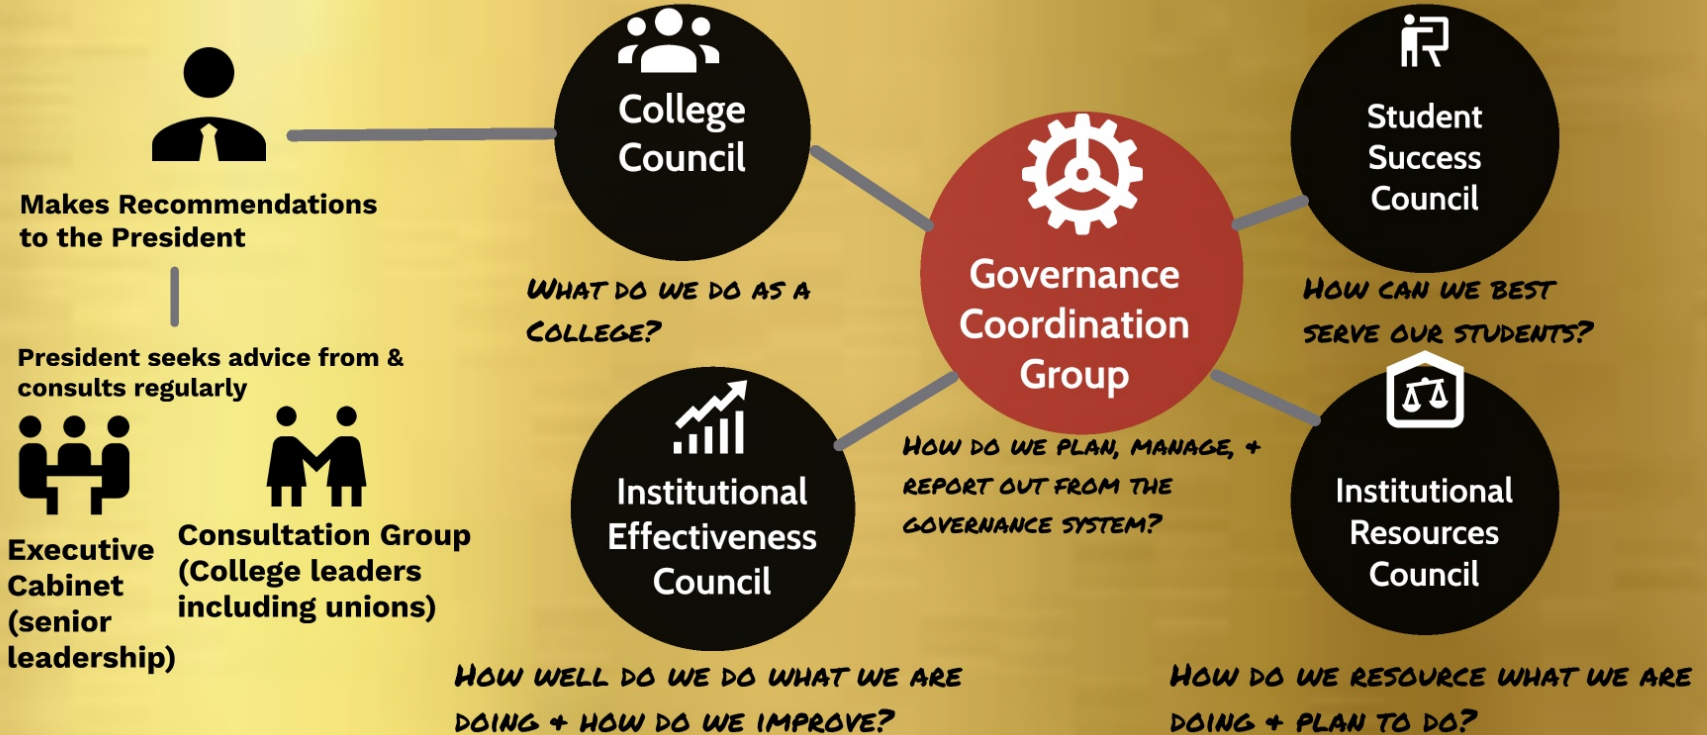 Makes Recommendations
to the President
President seeks advice from &
consults regularly
Executive
Cabinet
(senior
leadership)
Consultation Group
(College leaders
including unions)
College
Council
WHAT DO WE DO AS A
COLLEGE?
Institutional
Effectiveness
Council
HOW WELL DO WE DO WHAT WE ARE
DOING + HOW DO WE IMPROVE?
Governance
Coordination
Group
HOW DO WE PLAN, MANAGE, +
REPORT OUT FROM THE
GOVERNANCE SYSTEM?
Student
Success
Council
HOW CAN WE BEST
SERVE OUR STUDENTS?
Institutional
Resources
Council
HOW DO WE RESOURCE WHAT WE ARE
DOING + PLAN TO DO?